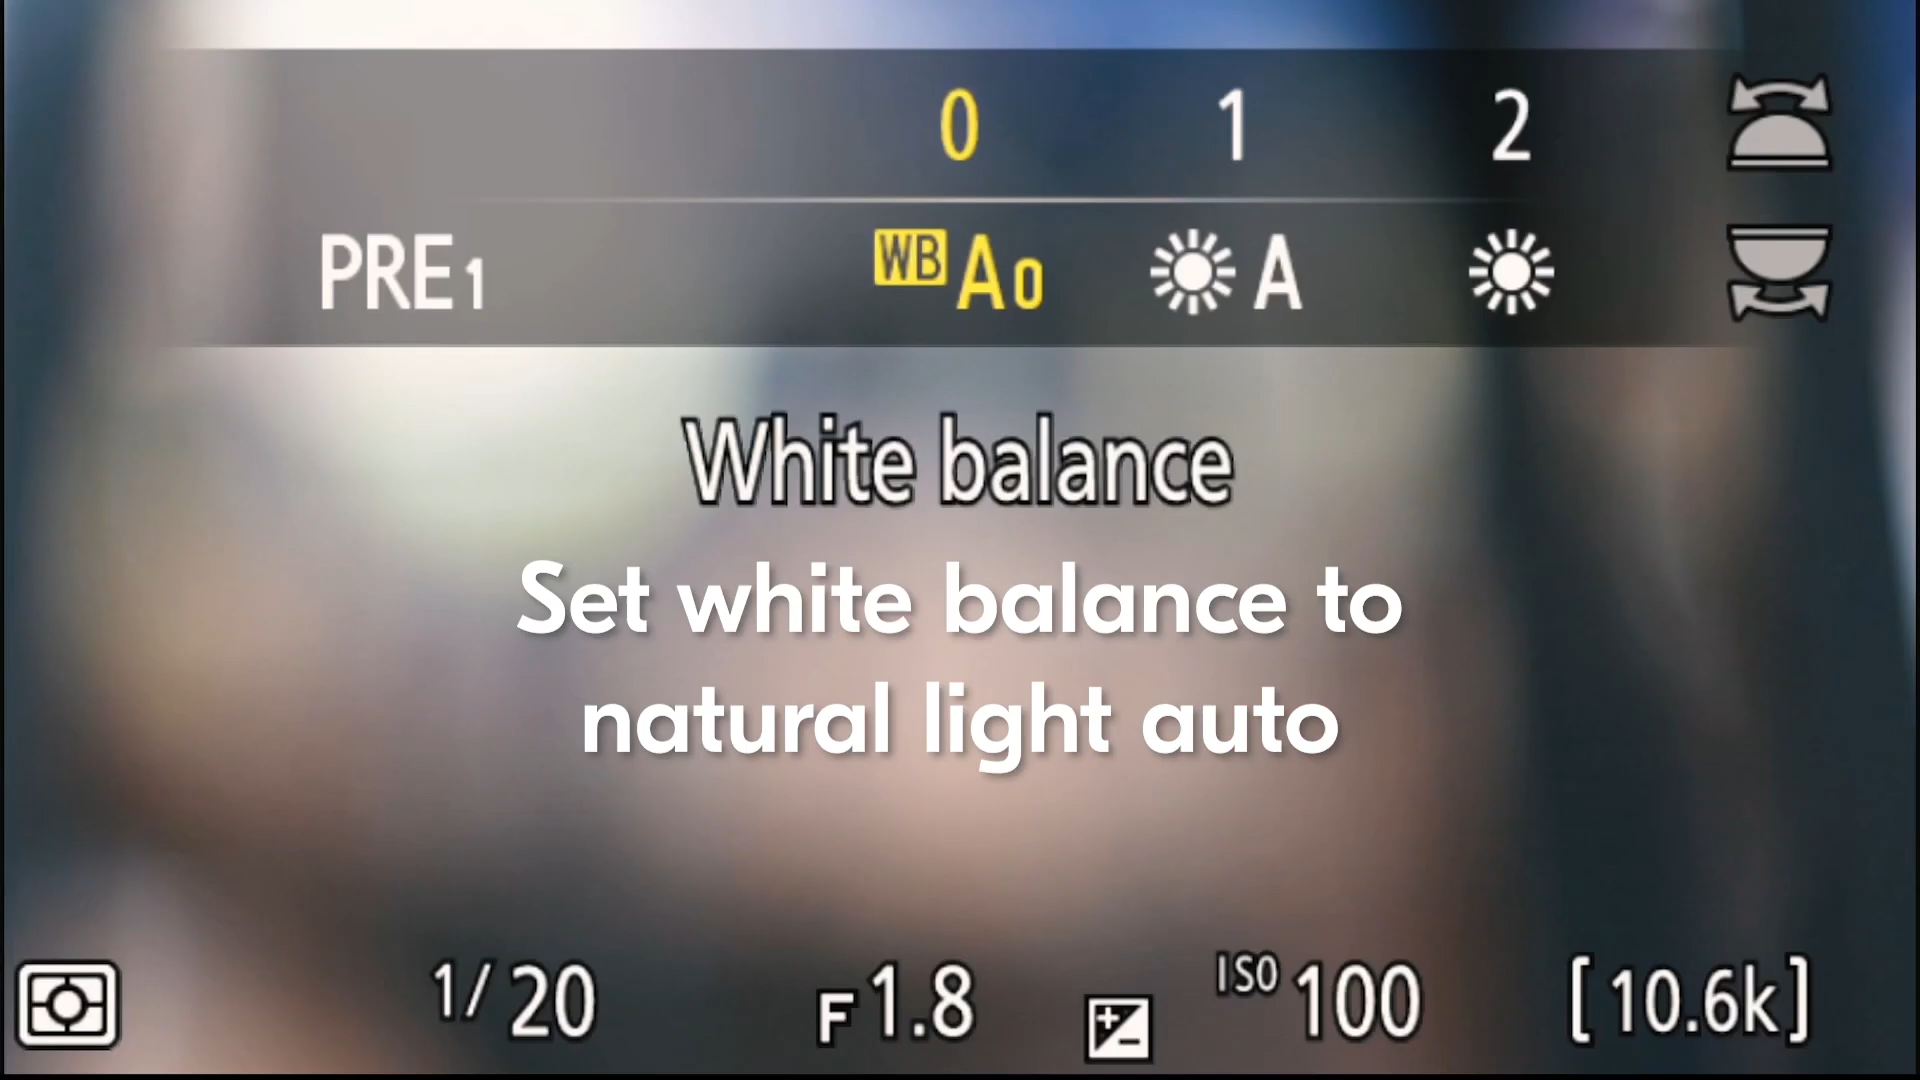 0 1 2
PRE1 WB A0 A
White balance
Set white balance to
natural light auto
1/20 F1.8 ISO 100 [10.6k]